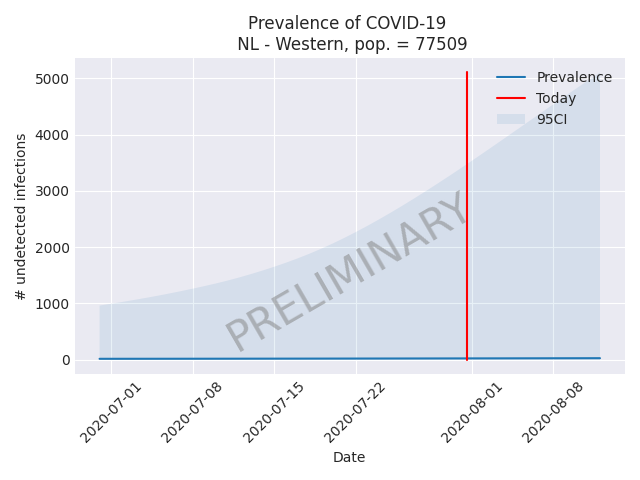 Prevalence of COVID-19
NL - Western, pop. = 77509
Prevalence
Today
95CI
# undetected infections
5000
4000
3000
2000
1000
0
PRELIMINARY
2020-07-01
2020-07-08
2020-07-15
2020-07-22
2020-08-01
2020-08-08
Date